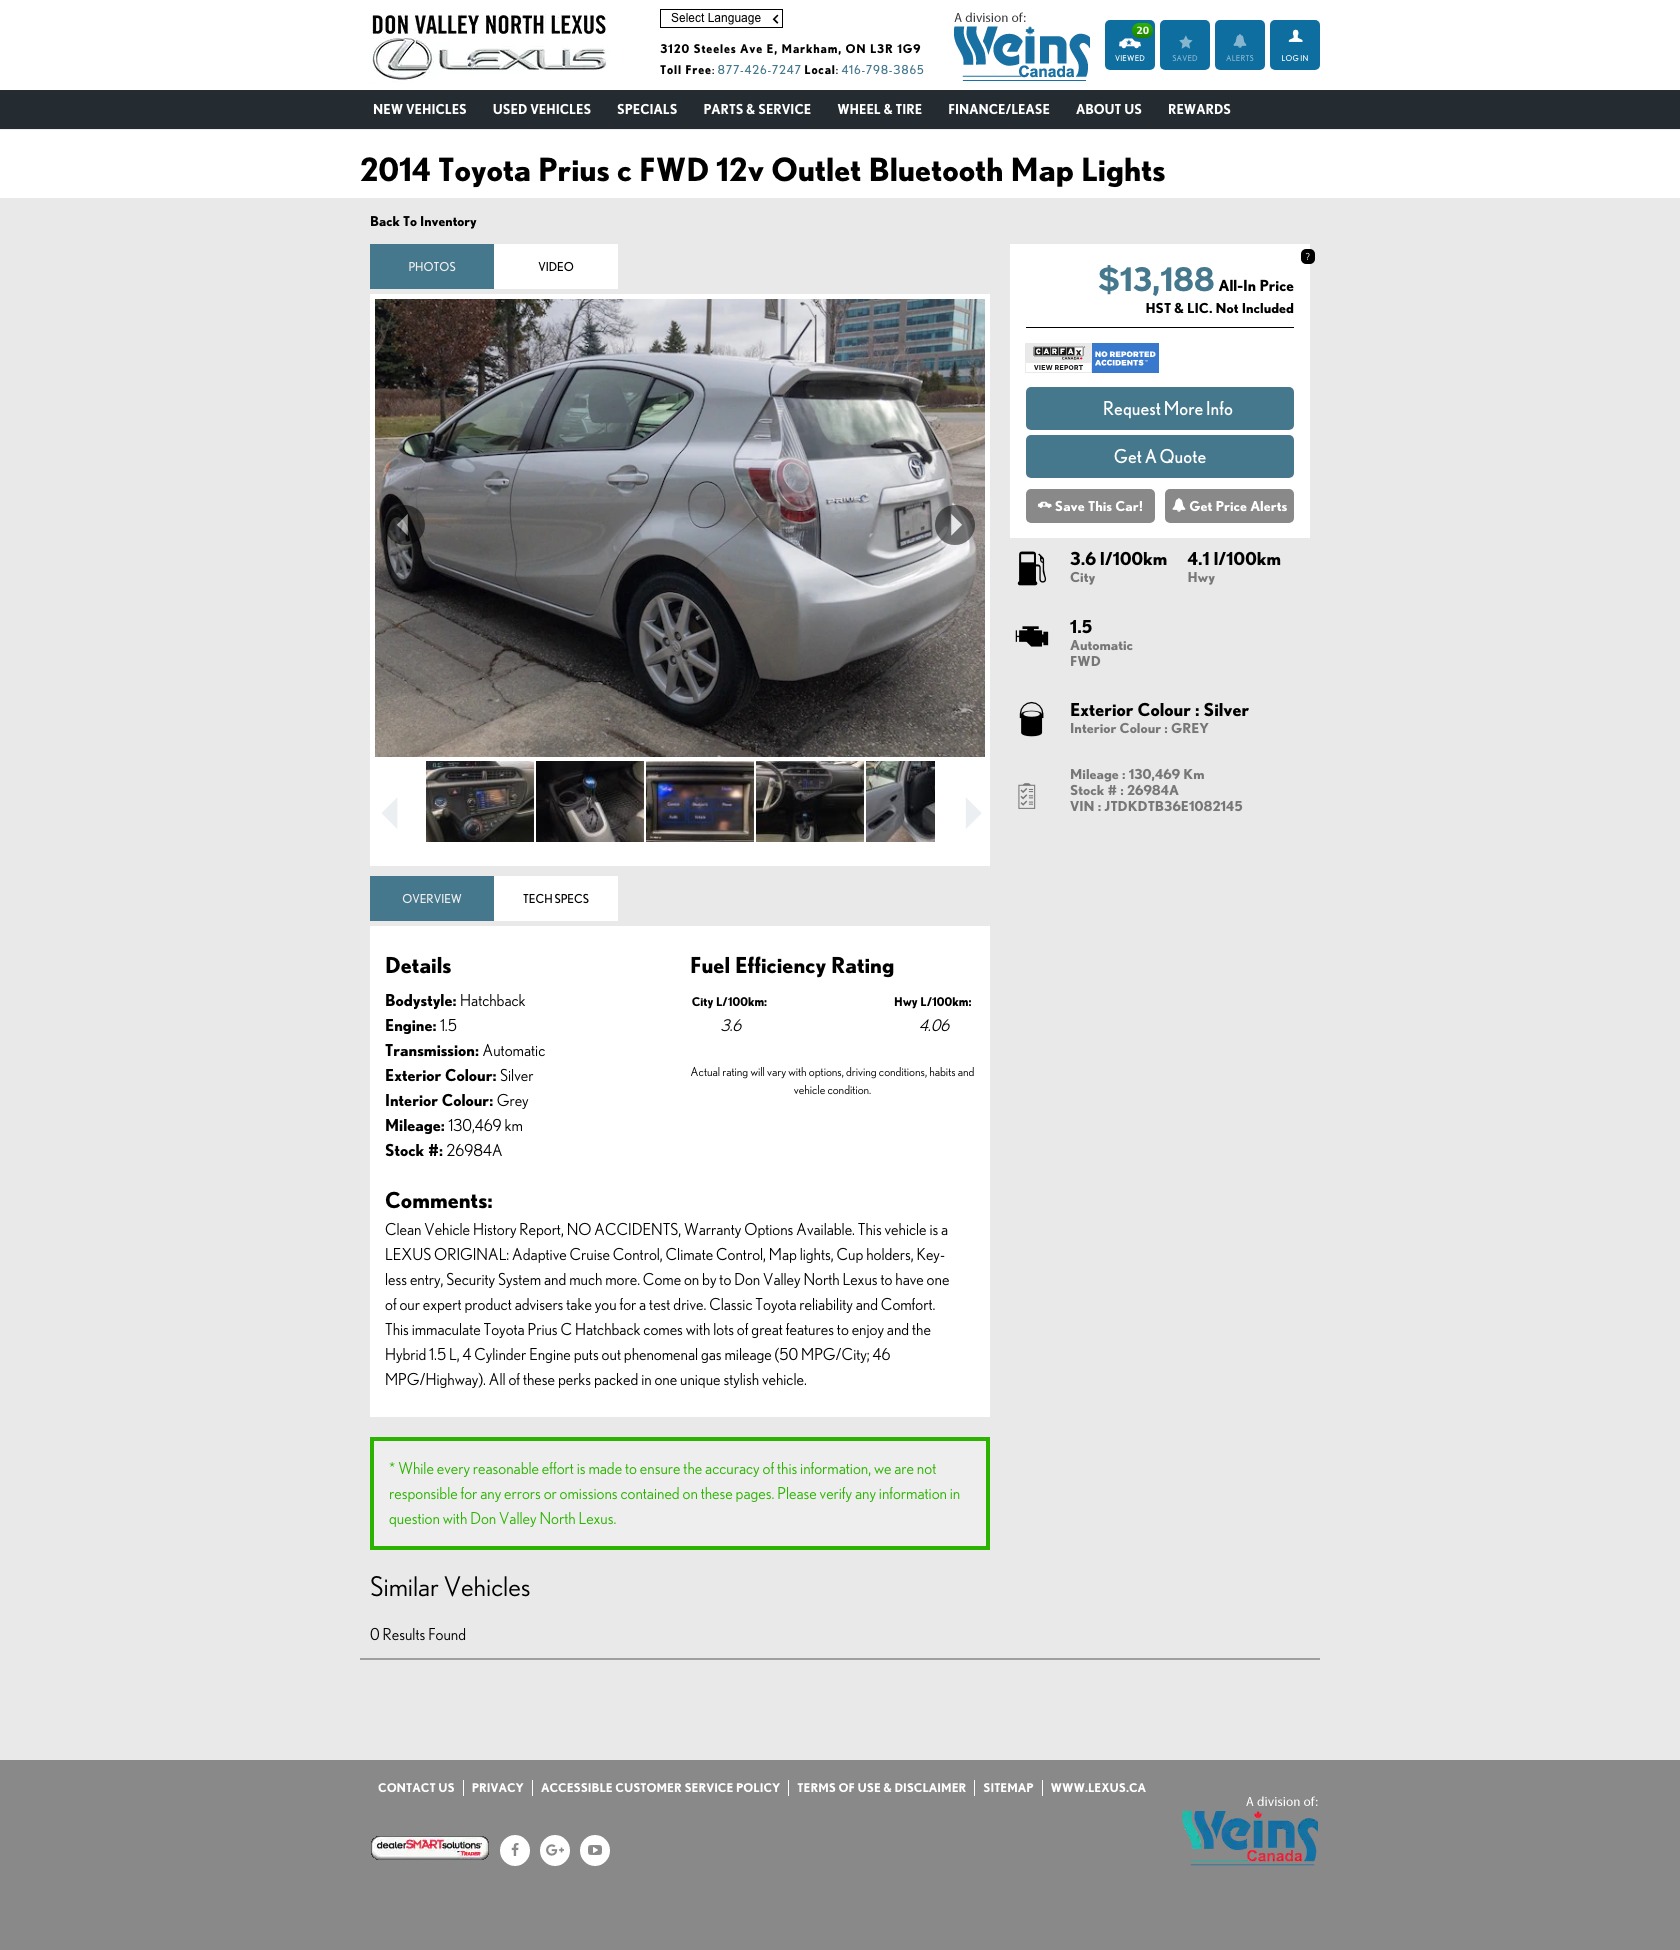 DON VALLEY NORTH LEXUS
LEXUS
Select Language
3120 Steeles Ave E, Markham, ON L3R 1G9
Toll Free: 877-426-7247 Local: 416-798-3865
A division of:
Weins
Canada
20
VIEWED
SAVED
ALERTS
LOG IN
NEW VEHICLES
USED VEHICLES
SPECIALS
PARTS & SERVICE
WHEEL & TIRE
FINANCE/LEASE
ABOUT US
REWARDS
2014 Toyota Prius c FWD 12v Outlet Bluetooth Map Lights
Back To Inventory
PHOTOS
VIDEO
PRIUS C
?
$13,188 All-In Price
HST & LIC. Not Included
CARFAX
CANADA
VIEW REPORT
NO REPORTED
ACCIDENTS
Request More Info
Get A Quote
Save This Car!
Get Price Alerts
3.6 l/100km
City
4.1 l/100km
Hwy
1.5
Automatic
FWD
Exterior Colour : Silver
Interior Colour : GREY
Mileage : 130,469 Km
Stock # : 26984A
VIN : JTDKDTB36E1082145
OVERVIEW
TECH SPECS
Details
Bodystyle: Hatchback
Engine: 1.5
Transmission: Automatic
Exterior Colour: Silver
Interior Colour: Grey
Mileage: 130,469 km
Stock #: 26984A
Fuel Efficiency Rating
City L/100km:
Hwy L/100km:
3.6
4.06
Actual rating will vary with options, driving conditions, habits and
vehicle condition.
Comments:
Clean Vehicle History Report, NO ACCIDENTS, Warranty Options Available. This vehicle is a
LEXUS ORIGINAL: Adaptive Cruise Control, Climate Control, Map lights, Cup holders, Key-
less entry, Security System and much more. Come on by to Don Valley North Lexus to have one
of our expert product advisers take you for a test drive. Classic Toyota reliability and Comfort.
This immaculate Toyota Prius C Hatchback comes with lots of great features to enjoy and the
Hybrid 1.5 L, 4 Cylinder Engine puts out phenomenal gas mileage (50 MPG/City; 46
MPG/Highway). All of these perks packed in one unique stylish vehicle.
* While every reasonable effort is made to ensure the accuracy of this information, we are not
responsible for any errors or omissions contained on these pages. Please verify any information in
question with Don Valley North Lexus.
Similar Vehicles
0 Results Found
CONTACT US
PRIVACY
ACCESSIBLE CUSTOMER SERVICE POLICY
TERMS OF USE & DISCLAIMER
SITEMAP
WWW.LEXUS.CA
dealerSMARTsolutions
TRADER
f
G+
A division of:
Weins
Canada